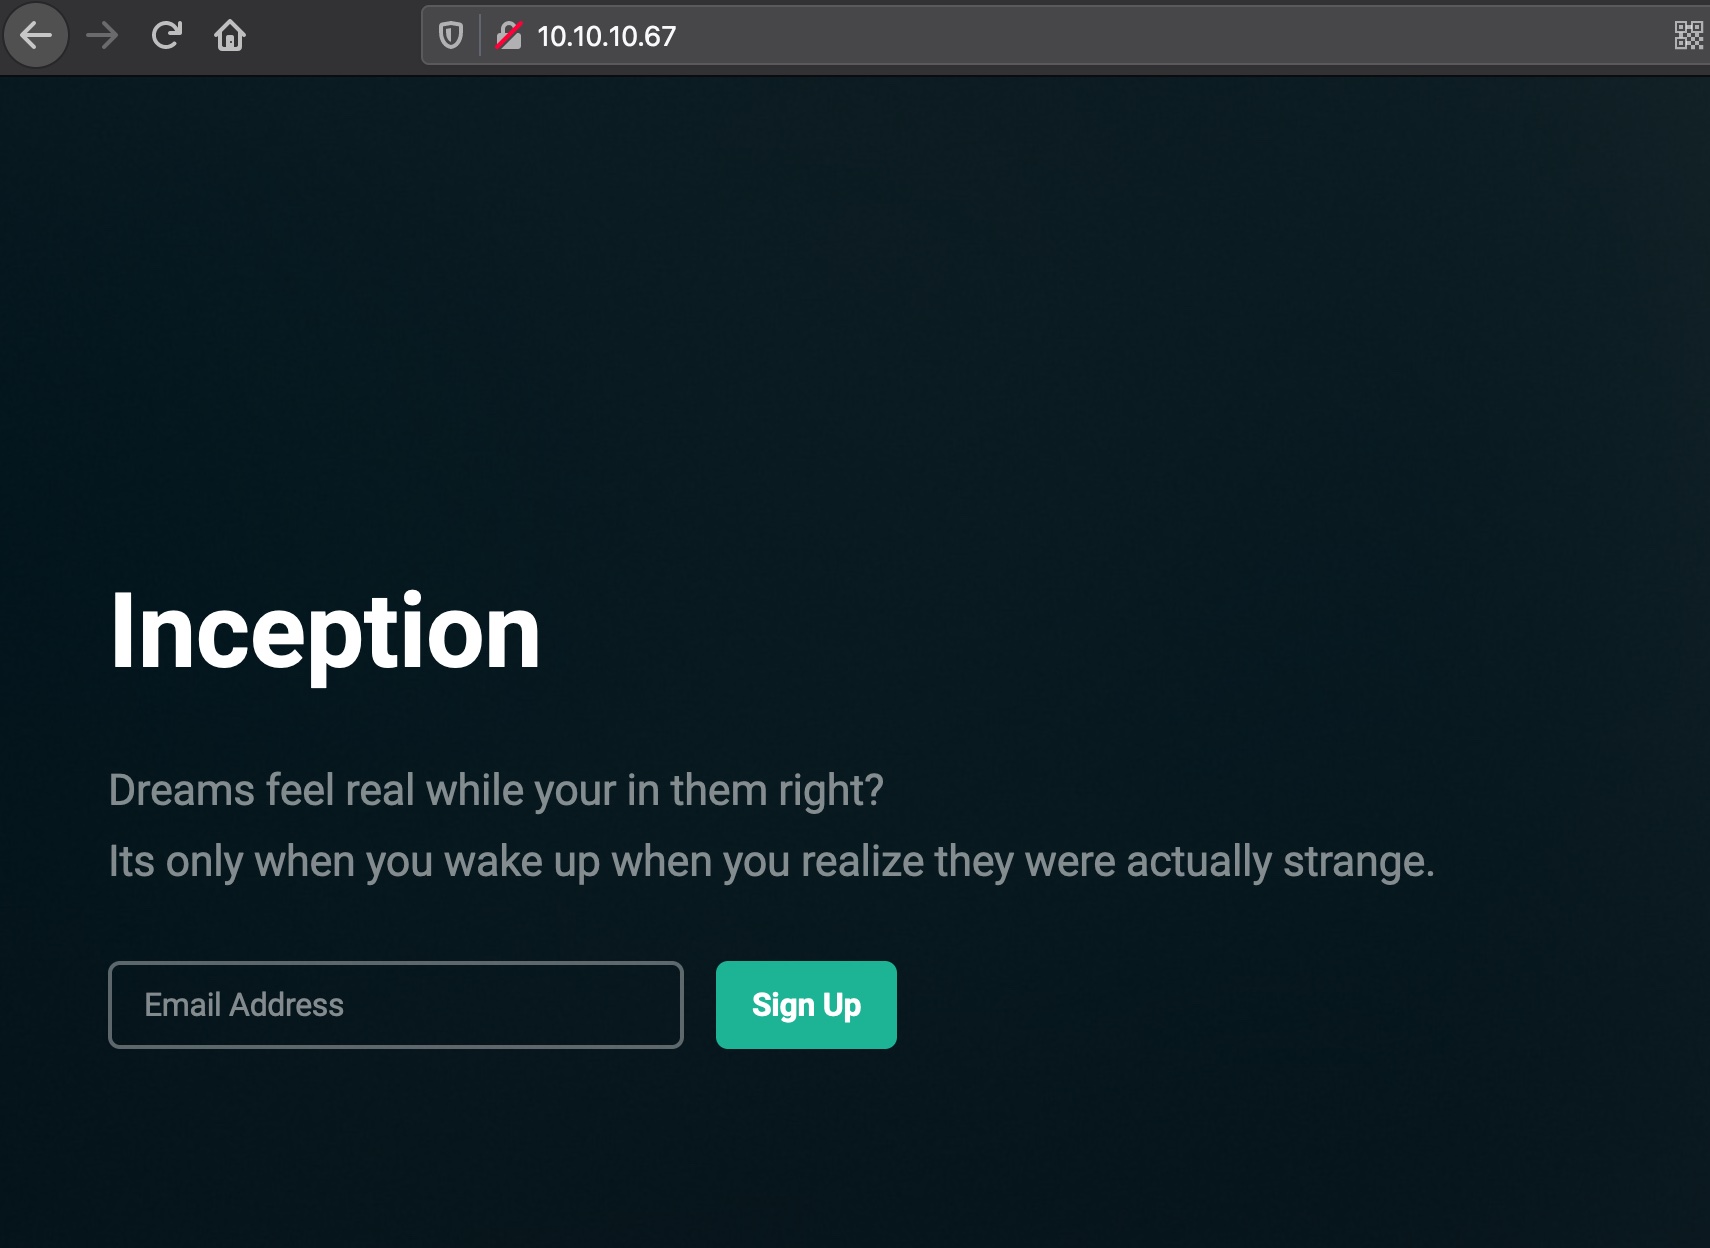 10.10.10.67
Inception
Dreams feel real while your in them right?
Its only when you wake up when you realize they were actually strange.
Email Address
Sign Up